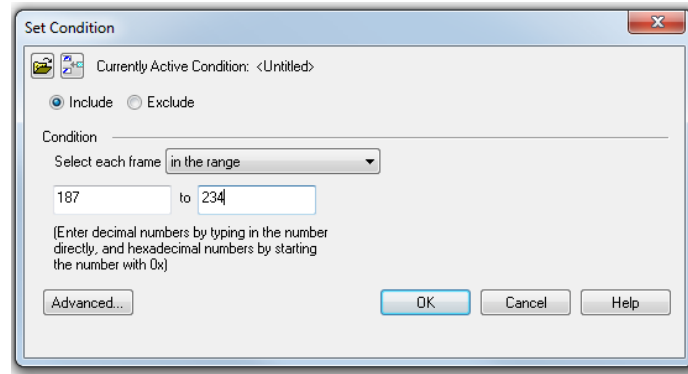 Set Condition
Currently Active Condition: <Untitled>
Include Exclude
Condition
Select each frame in the range
187 to 234
(Enter decimal numbers by typing in the number
directly, and hexadecimal numbers by starting
the number with 0x)
Advanced... OK Cancel Help